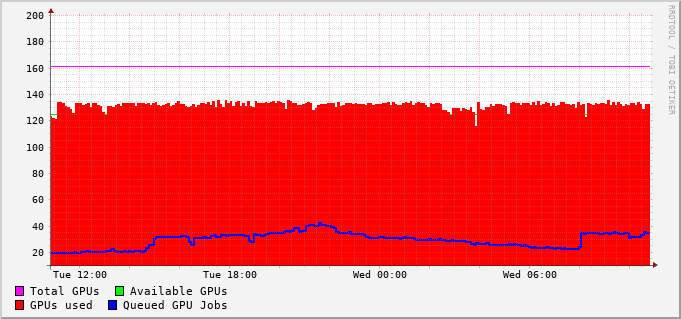 200
180
160
140
120
100
80
60
40
20
Tue 12:00 Tue 18:00 Wed 00:00 Wed 06:00
Total GPUs Available GPUs
GPUs used Queued GPU Jobs
RRDTOOL / TOBI OETIKER